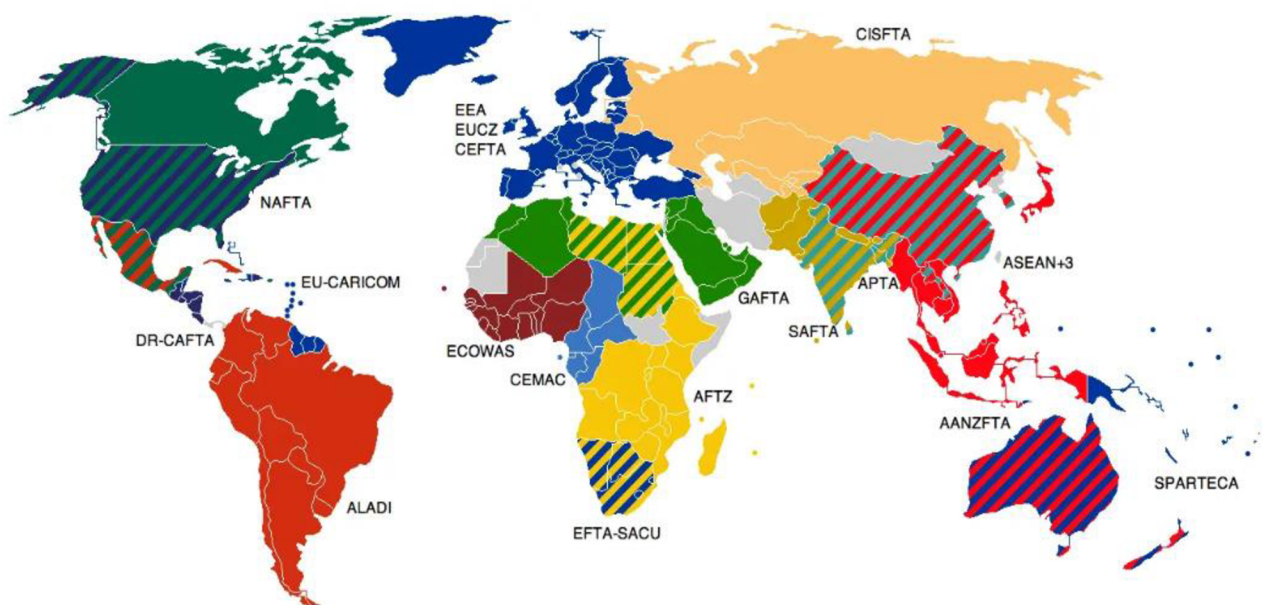 CISFTA
EEA
EUCZ
CEFTA
NAFTA
ASEAN+3
EU-CARICOM
APTA
GAFTA
SAFTA
DR-CAFTA
ECOWAS
CEMAC
AFTZ
AANZFTA
SPARTECA
ALADI
EFTA-SACU